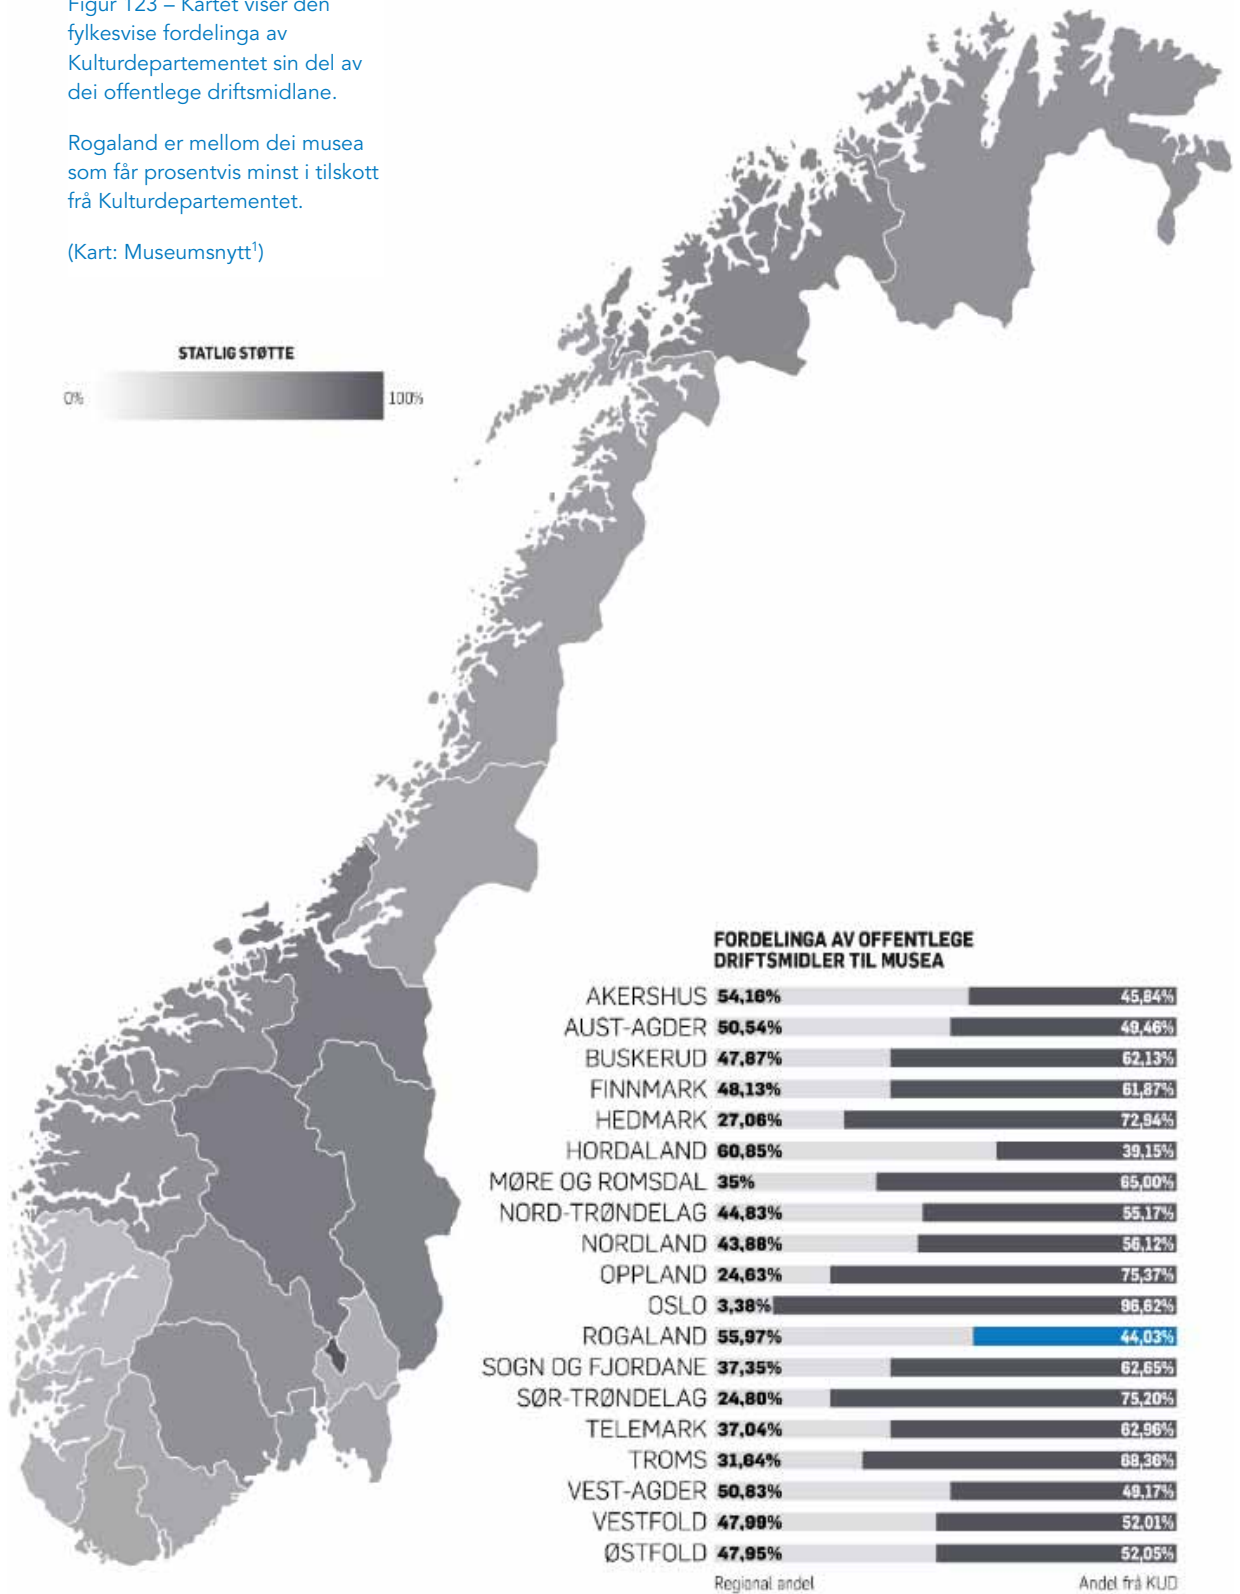 Figur 123 – Kartet viser den
fylkesvise fordelinga av
Kulturdepartementet sin del av
dei offentlege driftsmidlane.
Rogaland er mellom dei musea
som får prosentvis minst i tilskott
frå Kulturdepartementet.
(Kart: Museumsnytt¹)
STATLIG STØTTE
0% 100%
FORDELINGA AV OFFENTLEGE
DRIFTSMIDLER TIL MUSEA
AKERSHUS 54,16% 45,84%
AUST-AGDER 50,54% 49,46%
BUSKERUD 47,87% 62,13%
FINNMARK 48,13% 61,87%
HEDMARK 27,06% 72,94%
HORDALAND 60,85% 39,15%
MØRE OG ROMSDAL 35% 65,00%
NORD-TRØNDELAG 44,83% 55,17%
NORDLAND 43,88% 56,12%
OPPLAND 24,63% 75,37%
OSLO 3,38% 96,62%
ROGALAND 55,97% 44,03%
SOGN OG FJORDANE 37,35% 62,65%
SØR-TRØNDELAG 24,80% 75,20%
TELEMARK 37,04% 62,96%
TROMS 31,64% 68,36%
VEST-AGDER 50,83% 49,17%
VESTFOLD 47,99% 52,01%
ØSTFOLD 47,95% 52,05%
Regional andel Andel frå KUD